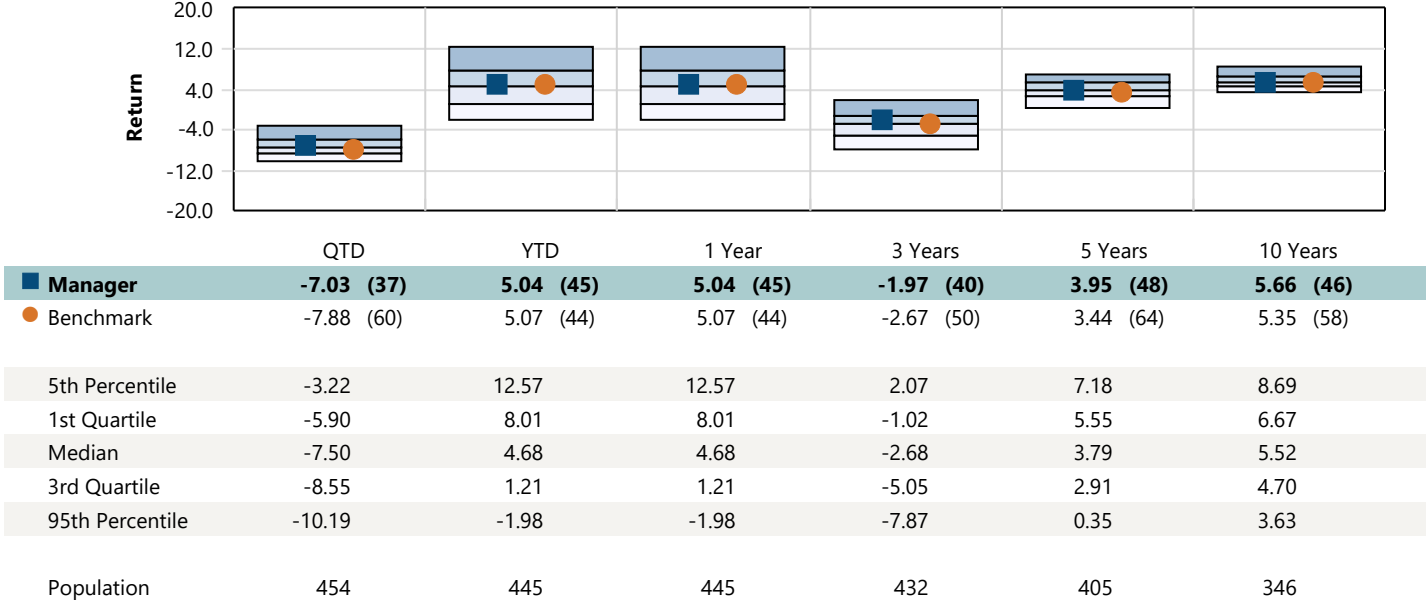 20.0
12.0
4.0
-4.0
-12.0
-20.0
Return
QTD YTD 1 Year 3 Years 5 Years 10 Years
Manager -7.03 (37) 5.04 (45) 5.04 (45) -1.97 (40) 3.95 (48) 5.66 (46)
Benchmark -7.88 (60) 5.07 (44) 5.07 (44) -2.67 (50) 3.44 (64) 5.35 (58)
5th Percentile -3.22 12.57 12.57 2.07 7.18 8.69
1st Quartile -5.90 8.01 8.01 -1.02 5.55 6.67
Median -7.50 4.68 4.68 -2.68 3.79 5.52
3rd Quartile -8.55 1.21 1.21 -5.05 2.91 4.70
95th Percentile -10.19 -1.98 -1.98 -7.87 0.35 3.63
Population 454 445 445 432 405 346